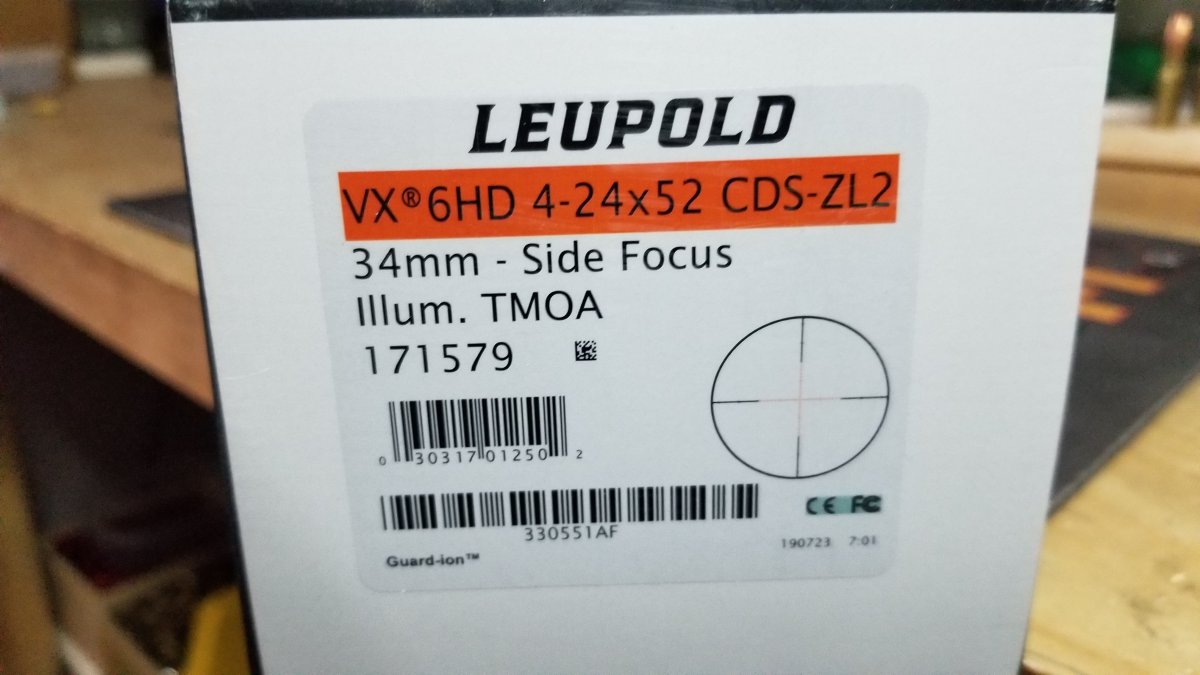 LEUPOLD
VX®6HD 4-24x52 CDS-ZL2
34mm - Side Focus
Illum. TMOA
171579
0 30317 01250 2
330551AF
CE FC
190723 7:01
Guard-ion™